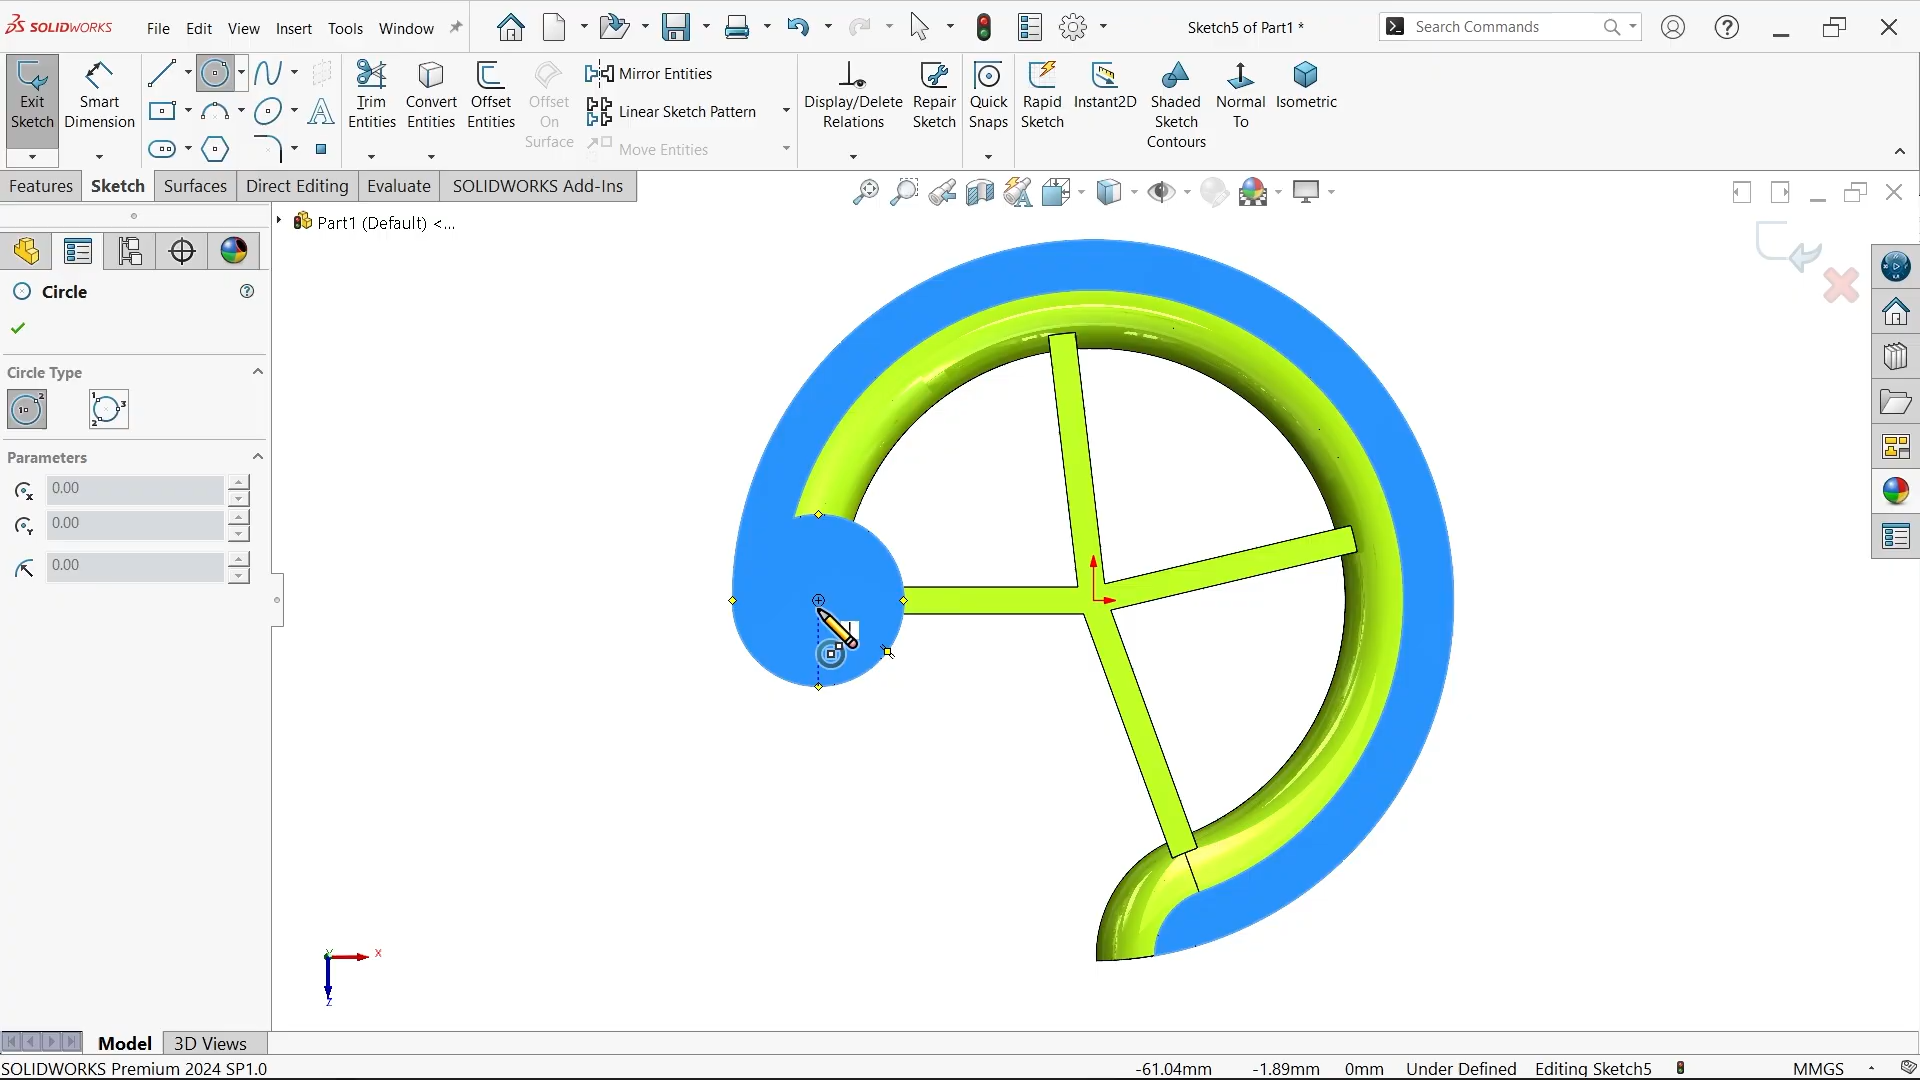 SOLIDWORKS
File Edit View Insert Tools Window
Sketch5 of Part1 *
Search Commands
Exit Sketch
Smart Dimension
Trim Entities
Convert Entities
Offset Entities
Offset On Surface
Mirror Entities
Linear Sketch Pattern
Move Entities
Display/Delete Relations
Repair Sketch
Quick Snaps
Rapid Sketch
Instant2D
Shaded Sketch Contours
Normal To
Isometric
Features Sketch Surfaces Direct Editing Evaluate SOLIDWORKS Add-Ins
Part1 (Default) <...
Circle
Circle Type
Parameters
0.00
0.00
0.00
X
Y
Z
Model 3D Views
SOLIDWORKS Premium 2024 SP1.0
-61.04mm -1.89mm 0mm Under Defined Editing Sketch5 MMGS